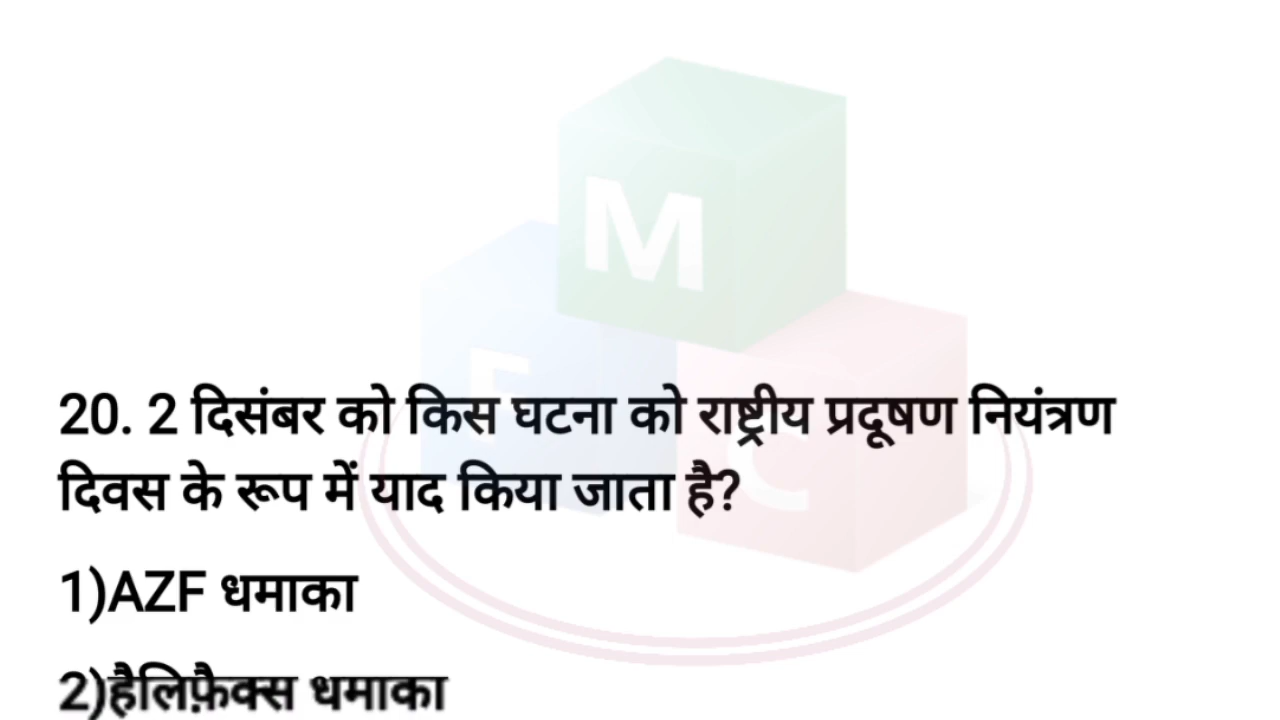 M
F
C
20. 2 दिसंबर को किस घटना को राष्ट्रीय प्रदूषण नियंत्रण
दिवस के रूप में याद किया जाता है?
1)AZF धमाका
2)हैलिफ़ैक्स धमाका